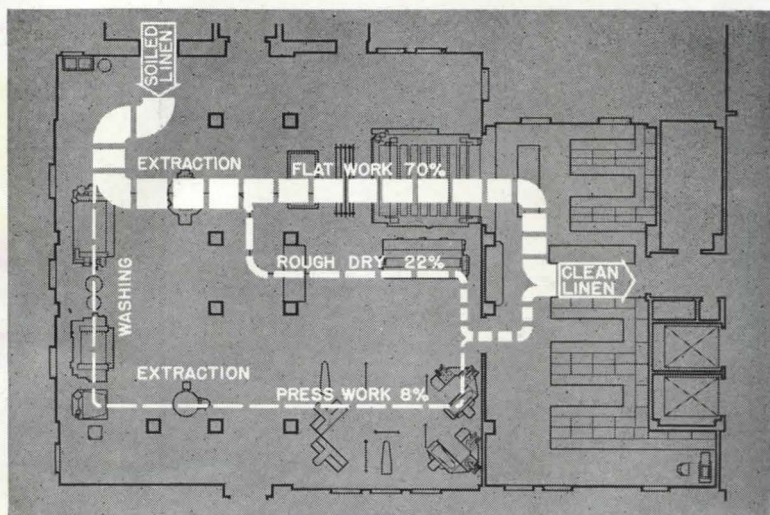 SOILED
LINEN
EXTRACTION
FLAT WORK 70%
ROUGH DRY 22%
CLEAN
LINEN
WASHING
EXTRACTION
PRESS WORK 8%